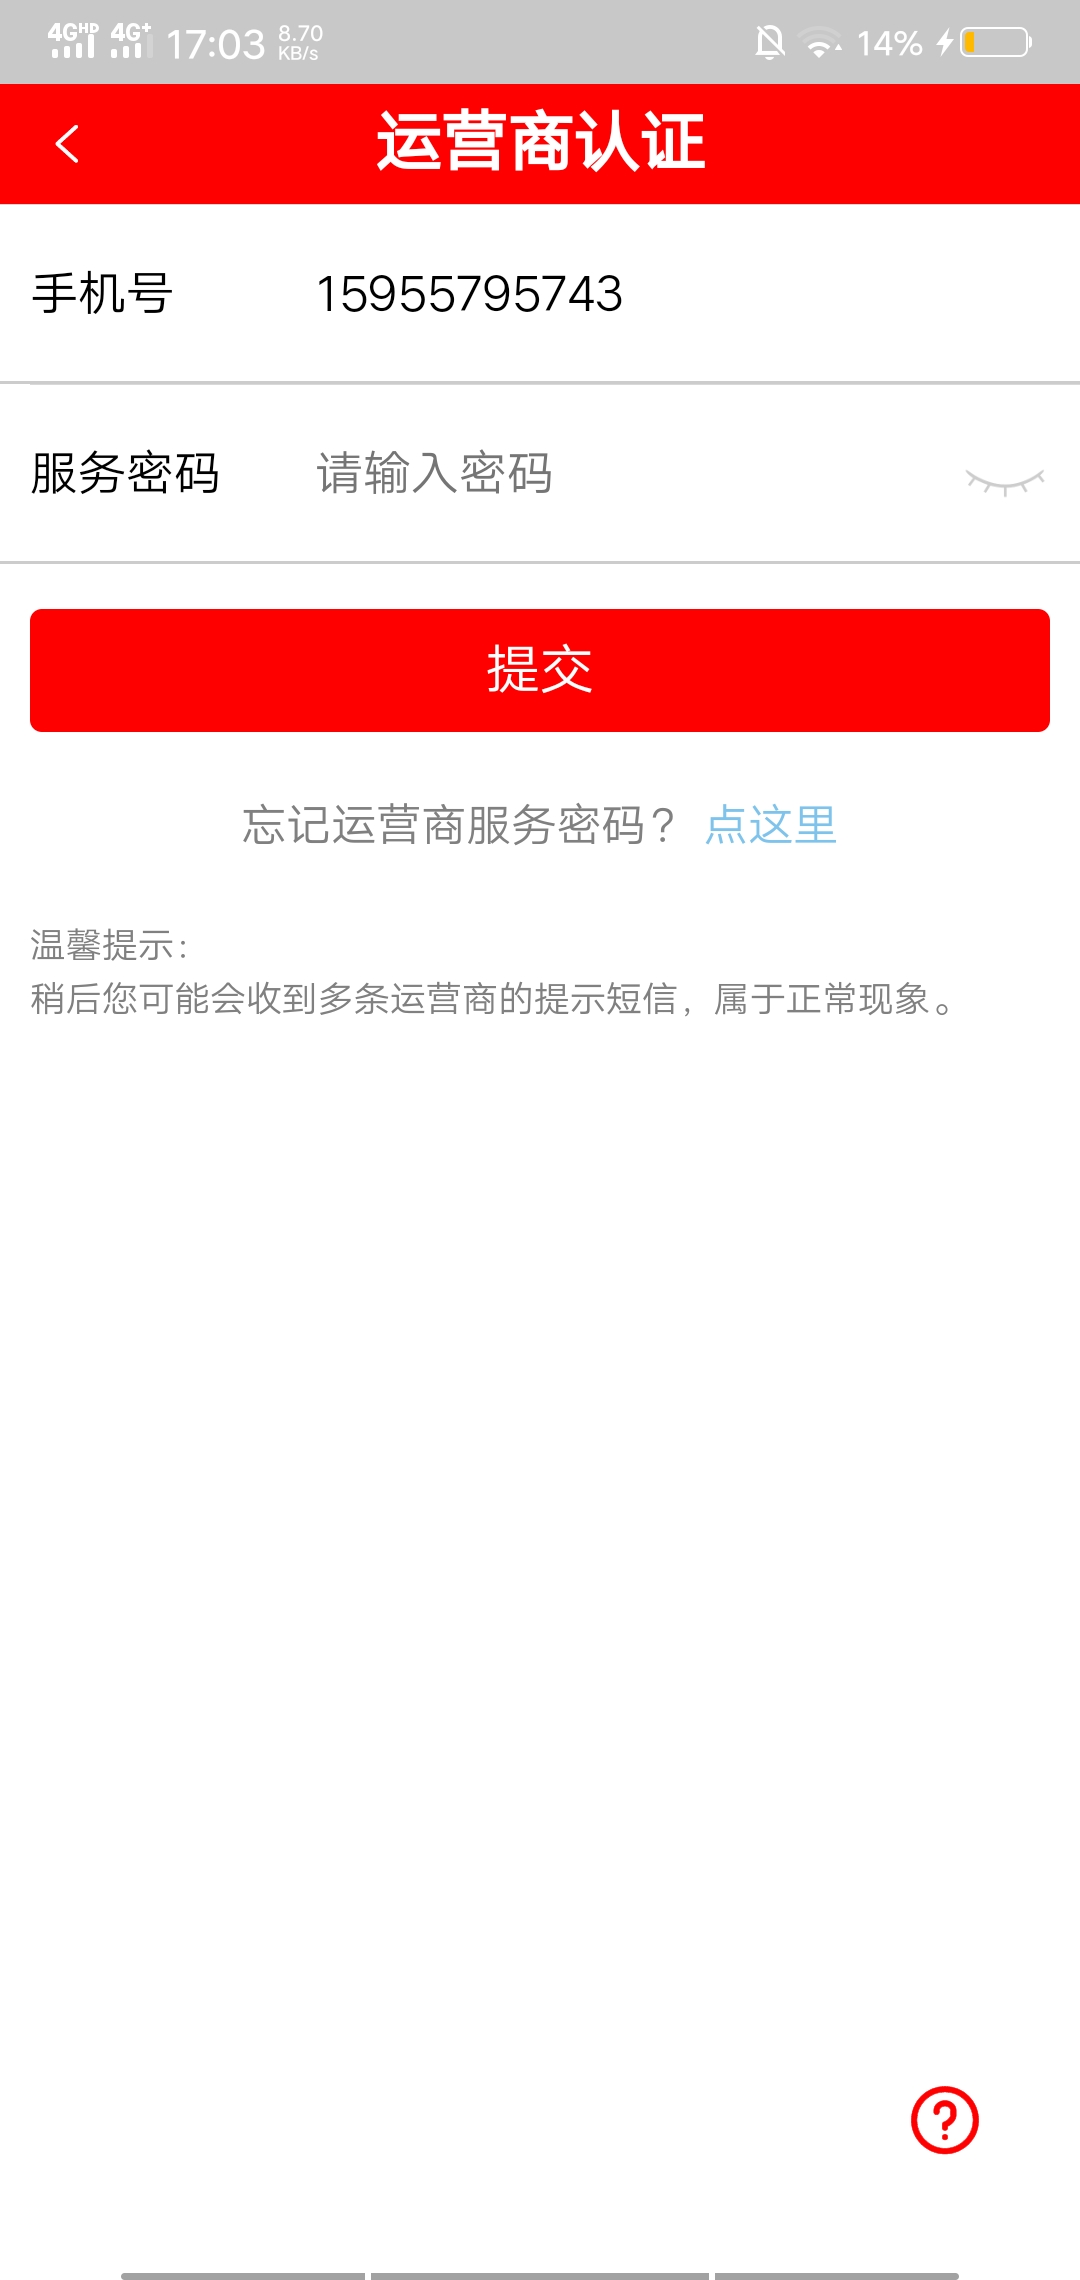 4GHD 4G+ 17:03 8.70 KB/s 14%
运营商认证
手机号 15955795743
服务密码 请输入密码
提交
忘记运营商服务密码? 点这里
温馨提示:
稍后您可能会收到多条运营商的提示短信,属于正常现象。
?